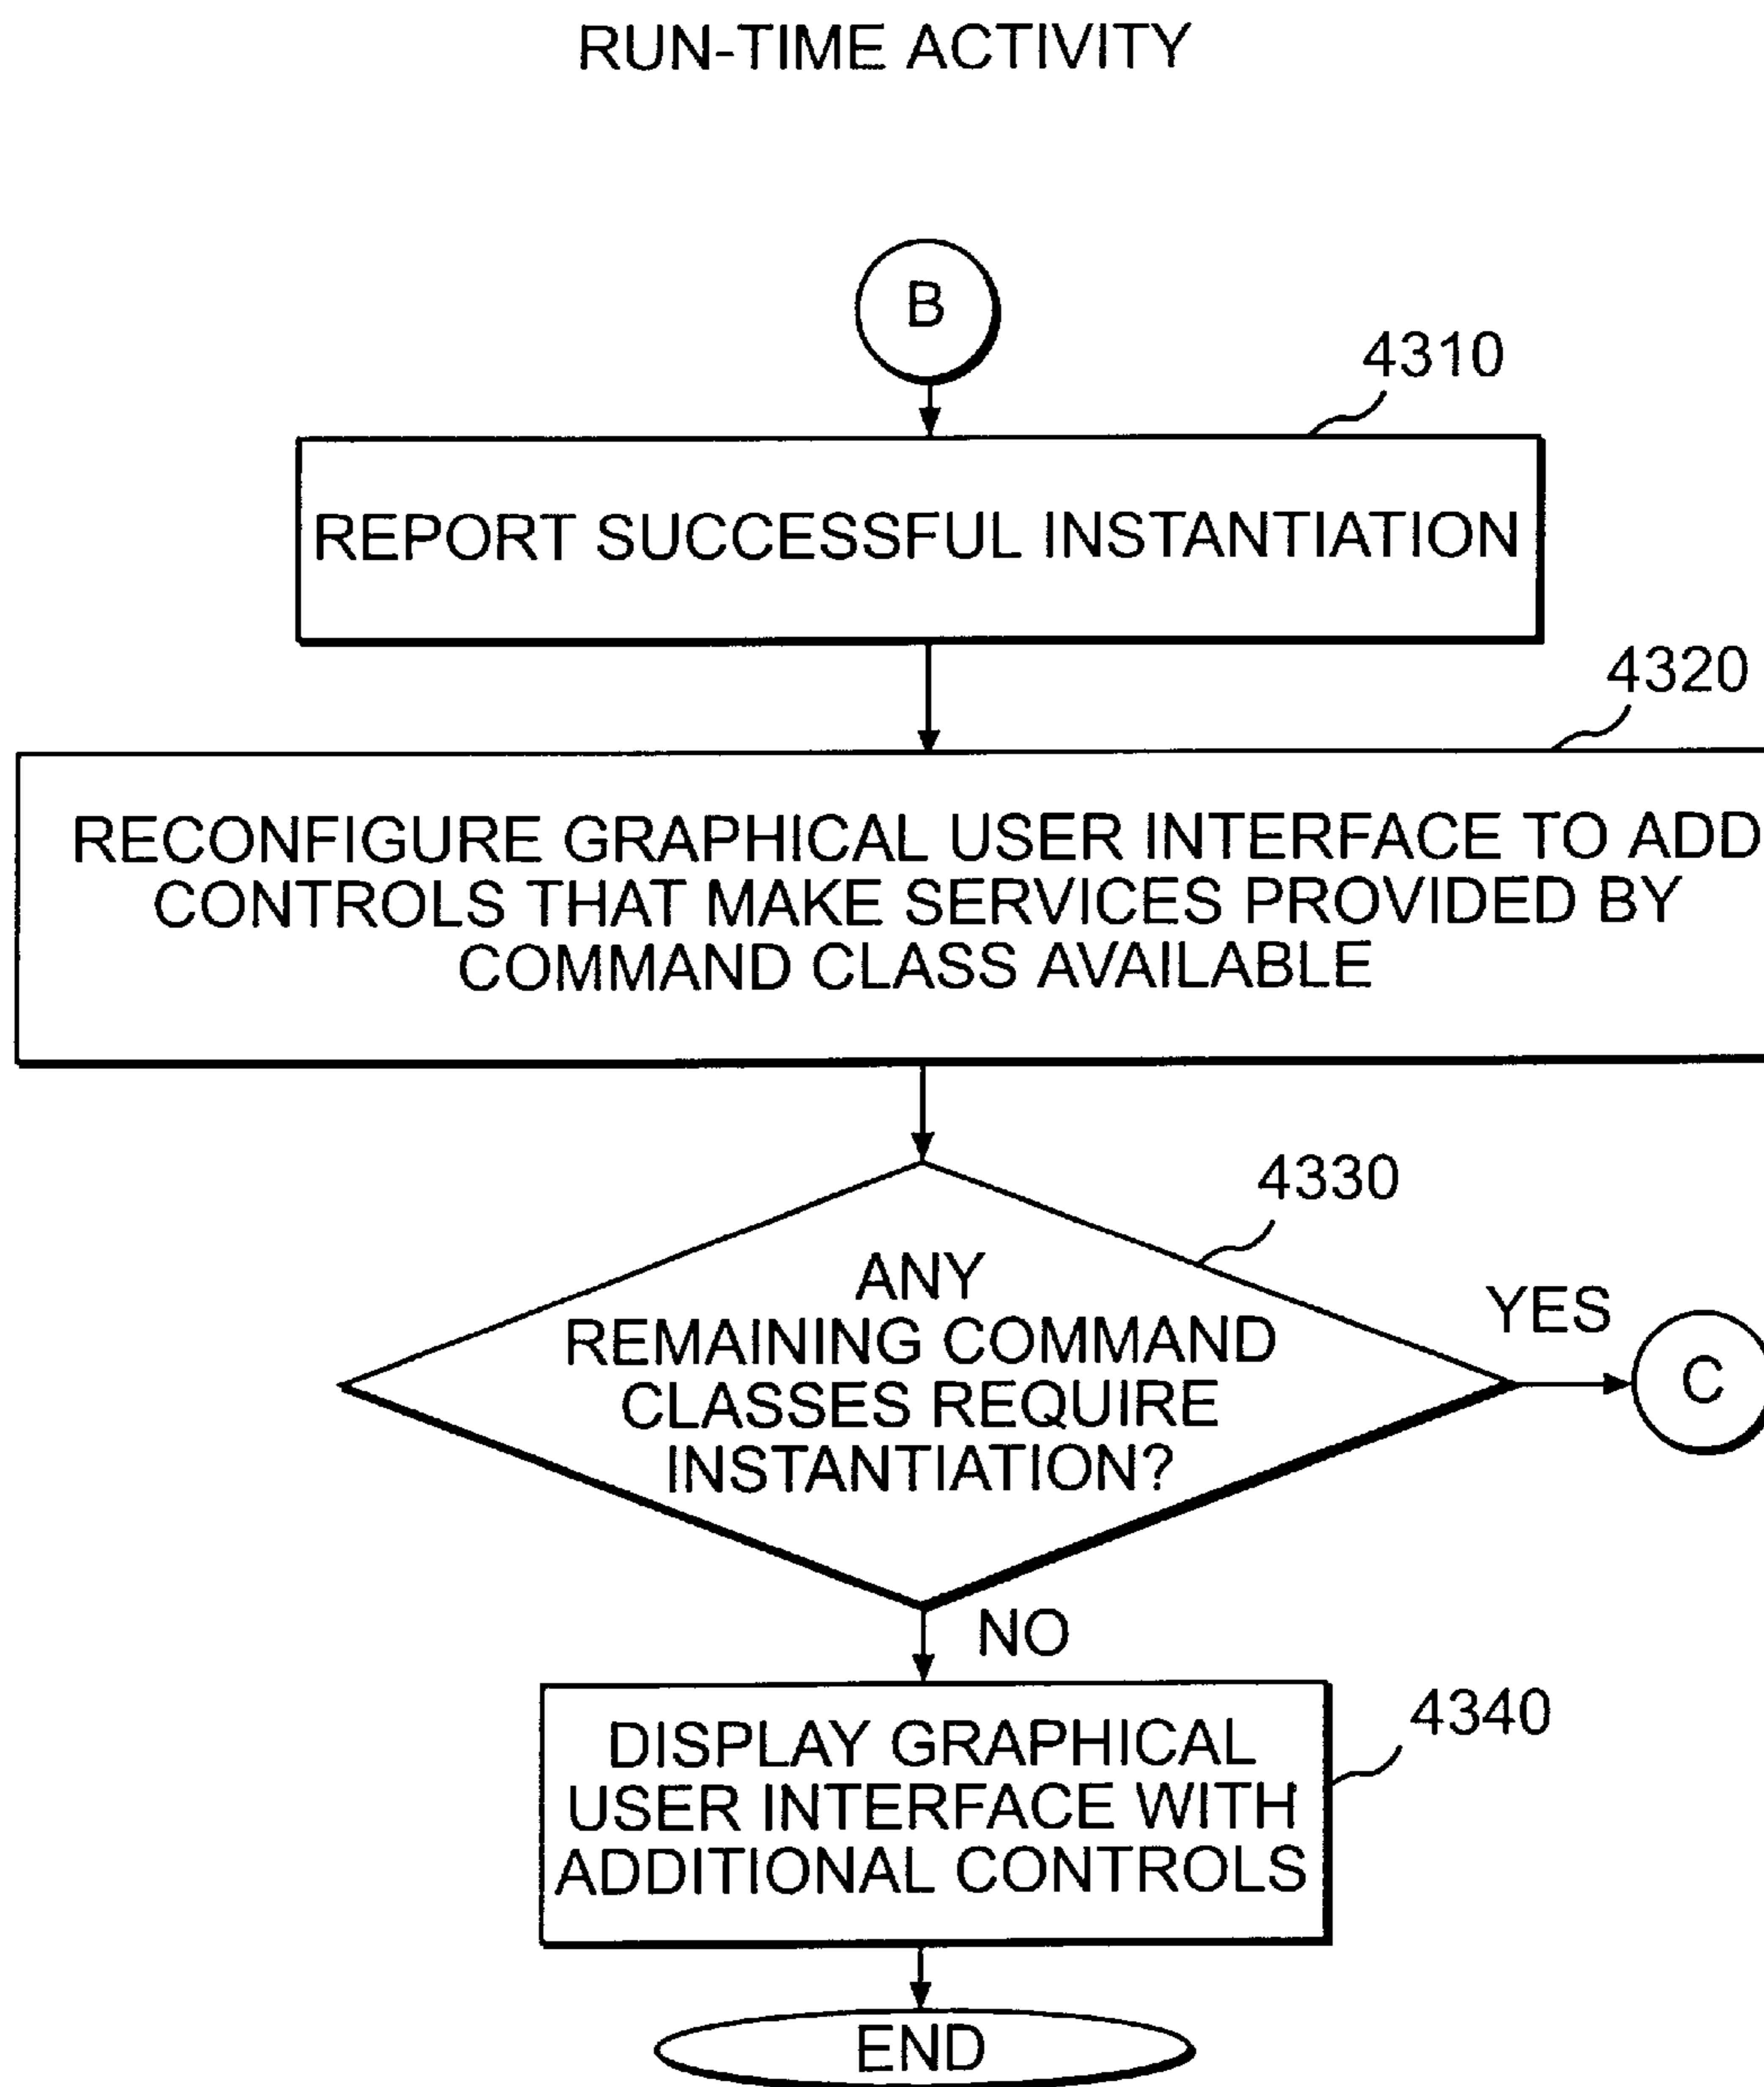 RUN-TIME ACTIVITY
B
4310
REPORT SUCCESSFUL INSTANTIATION
4320
RECONFIGURE GRAPHICAL USER INTERFACE TO ADD
CONTROLS THAT MAKE SERVICES PROVIDED BY
COMMAND CLASS AVAILABLE
4330
ANY
REMAINING COMMAND
CLASSES REQUIRE
INSTANTIATION?
YES
C
NO
4340
DISPLAY GRAPHICAL
USER INTERFACE WITH
ADDITIONAL CONTROLS
END